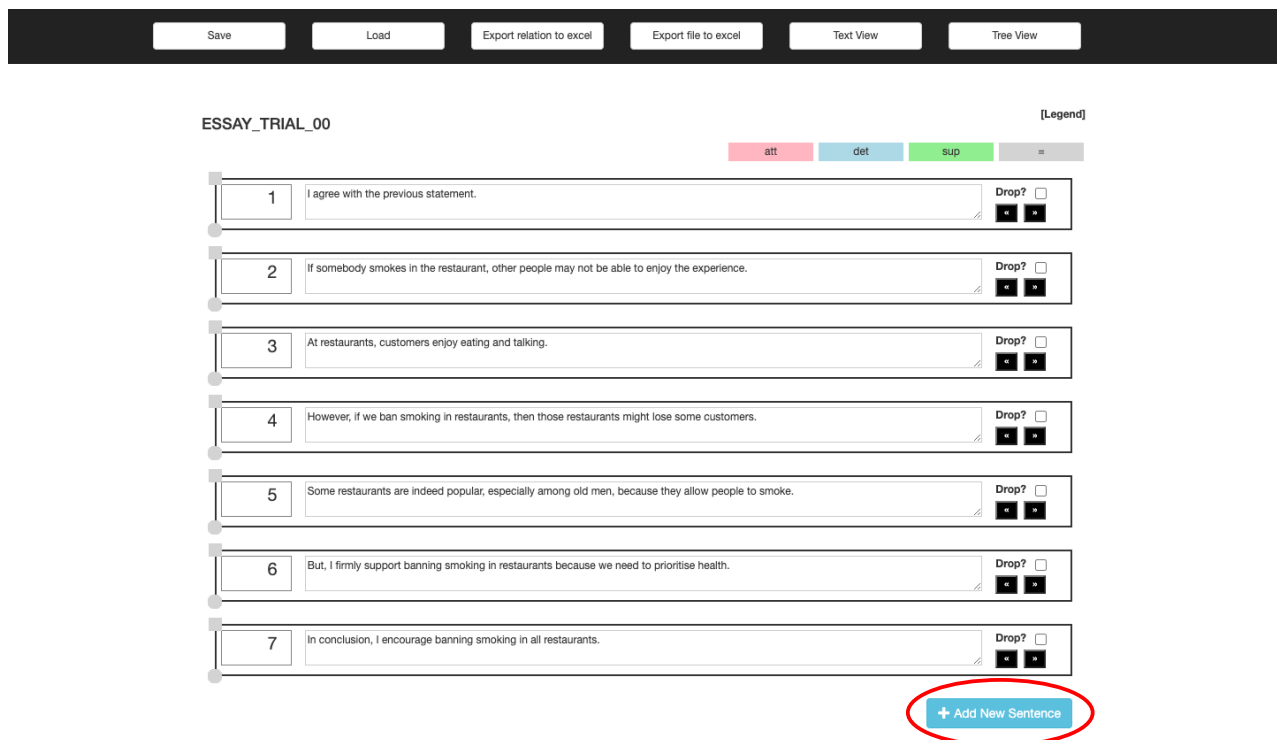 Save Load Export relation to excel Export file to excel Text View Tree View
[Legend]
ESSAY_TRIAL_00
att det sup =
1 I agree with the previous statement. Drop?
« »
2 If somebody smokes in the restaurant, other people may not be able to enjoy the experience. Drop?
« »
3 At restaurants, customers enjoy eating and talking. Drop?
« »
4 However, if we ban smoking in restaurants, then those restaurants might lose some customers. Drop?
« »
5 Some restaurants are indeed popular, especially among old men, because they allow people to smoke. Drop?
« »
6 But, I firmly support banning smoking in restaurants because we need to prioritise health. Drop?
« »
7 In conclusion, I encourage banning smoking in all restaurants. Drop?
« »
+ Add New Sentence